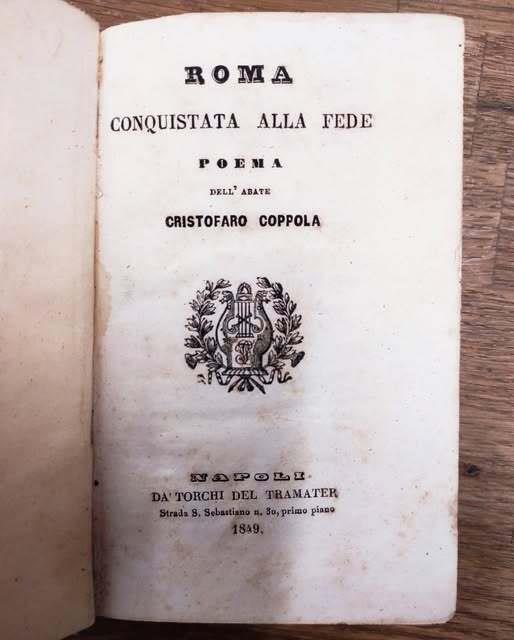 ROMA
CONQUISTATA ALLA FEDE
POEMA
DELL' ABATE
CRISTOFARO COPPOLA
NAPOLI
DA' TORCHI DEL TRAMATER
Strada S. Sebastiano n. 30, primo piano
1849.